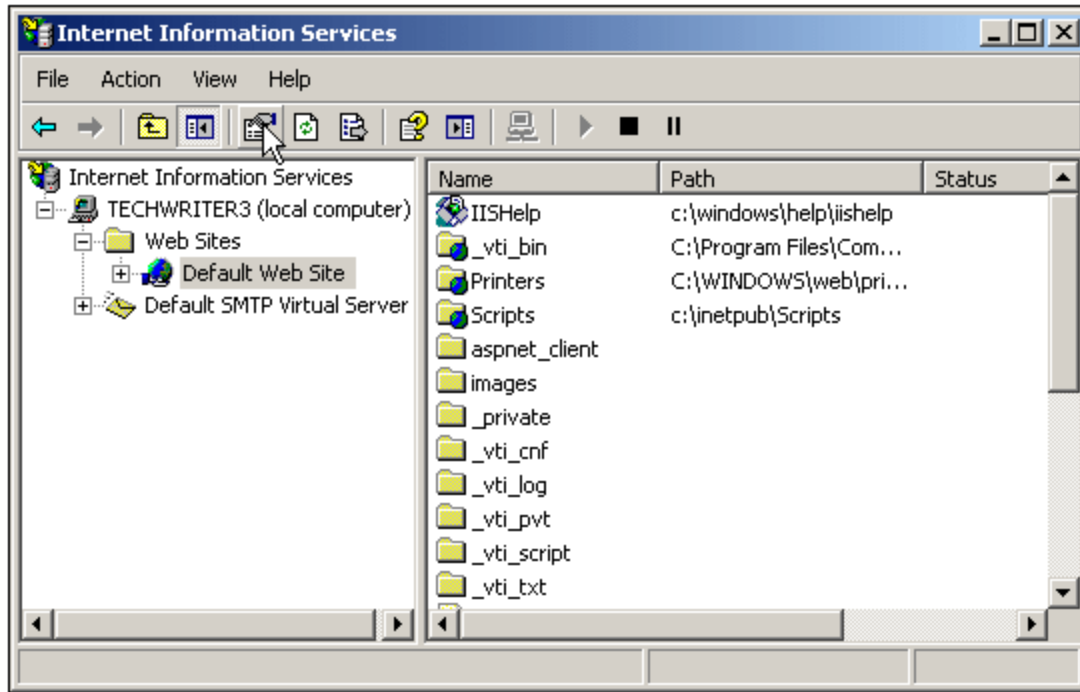 Internet Information Services
File Action View Help
Internet Information Services
TECHWRITER3 (local computer)
Web Sites
Default Web Site
Default SMTP Virtual Server
Name Path Status
IISHelp c:\windows\help\iishelp
_vti_bin C:\Program Files\Com...
Printers C:\WINDOWS\web\pri...
Scripts c:\inetpub\Scripts
aspnet_client
images
_private
_vti_cnf
_vti_log
_vti_pvt
_vti_script
_vti_txt